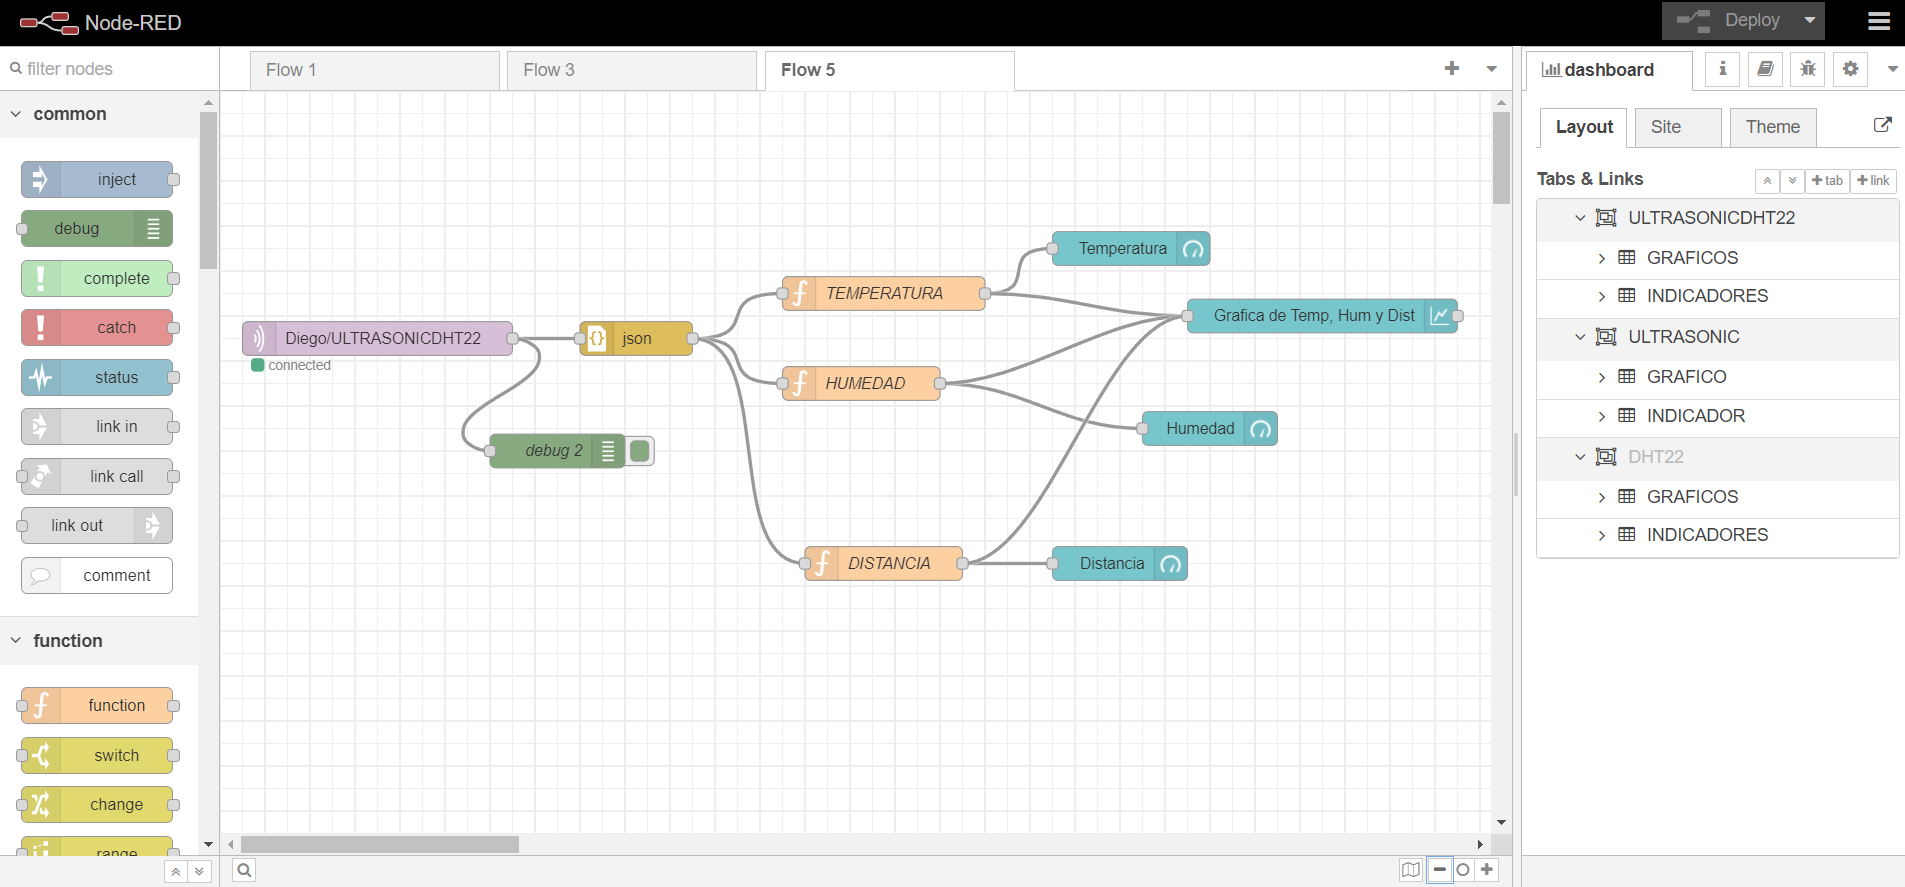 Node-RED
Deploy
filter nodes
Flow 1
Flow 3
Flow 5
dashboard
common
inject
debug
complete
catch
status
link in
link call
link out
comment
function
function
switch
change
range
Diego/ULTRASONICDHT22
connected
json
debug 2
TEMPERATURA
HUMEDAD
DISTANCIA
Temperatura
Grafica de Temp, Hum y Dist
Humedad
Distancia
Layout
Site
Theme
Tabs & Links
tab
link
ULTRASONICDHT22
GRAFICOS
INDICADORES
ULTRASONIC
GRAFICO
INDICADOR
DHT22
GRAFICOS
INDICADORES